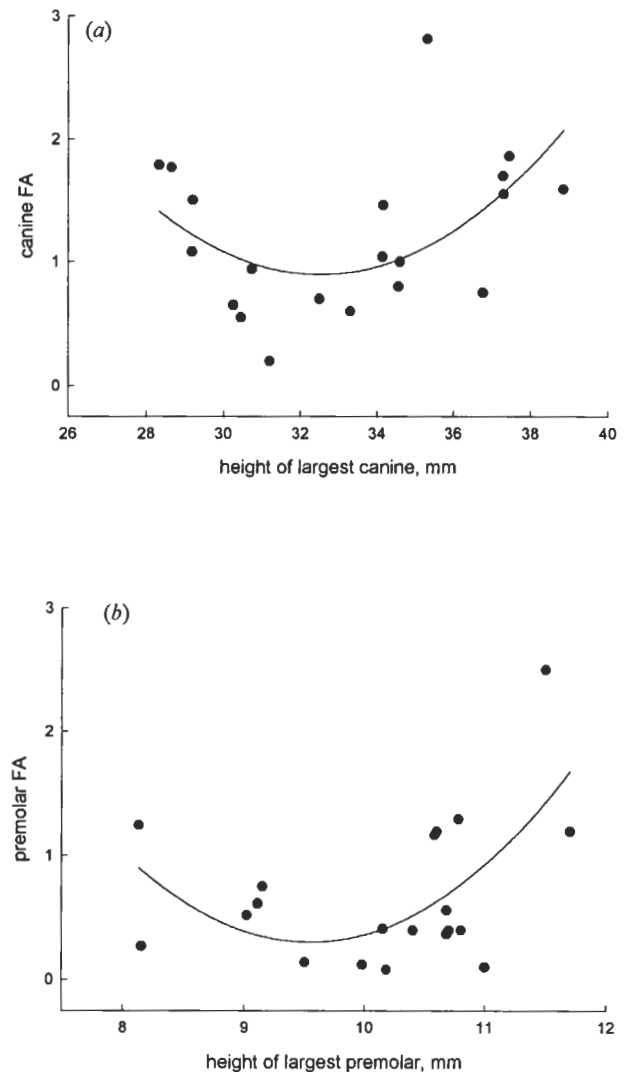 (a)
3
2
1
0
canine FA
26 28 30 32 34 36 38 40
height of largest canine, mm
(b)
3
2
1
0
premolar FA
8 9 10 11 12
height of largest premolar, mm